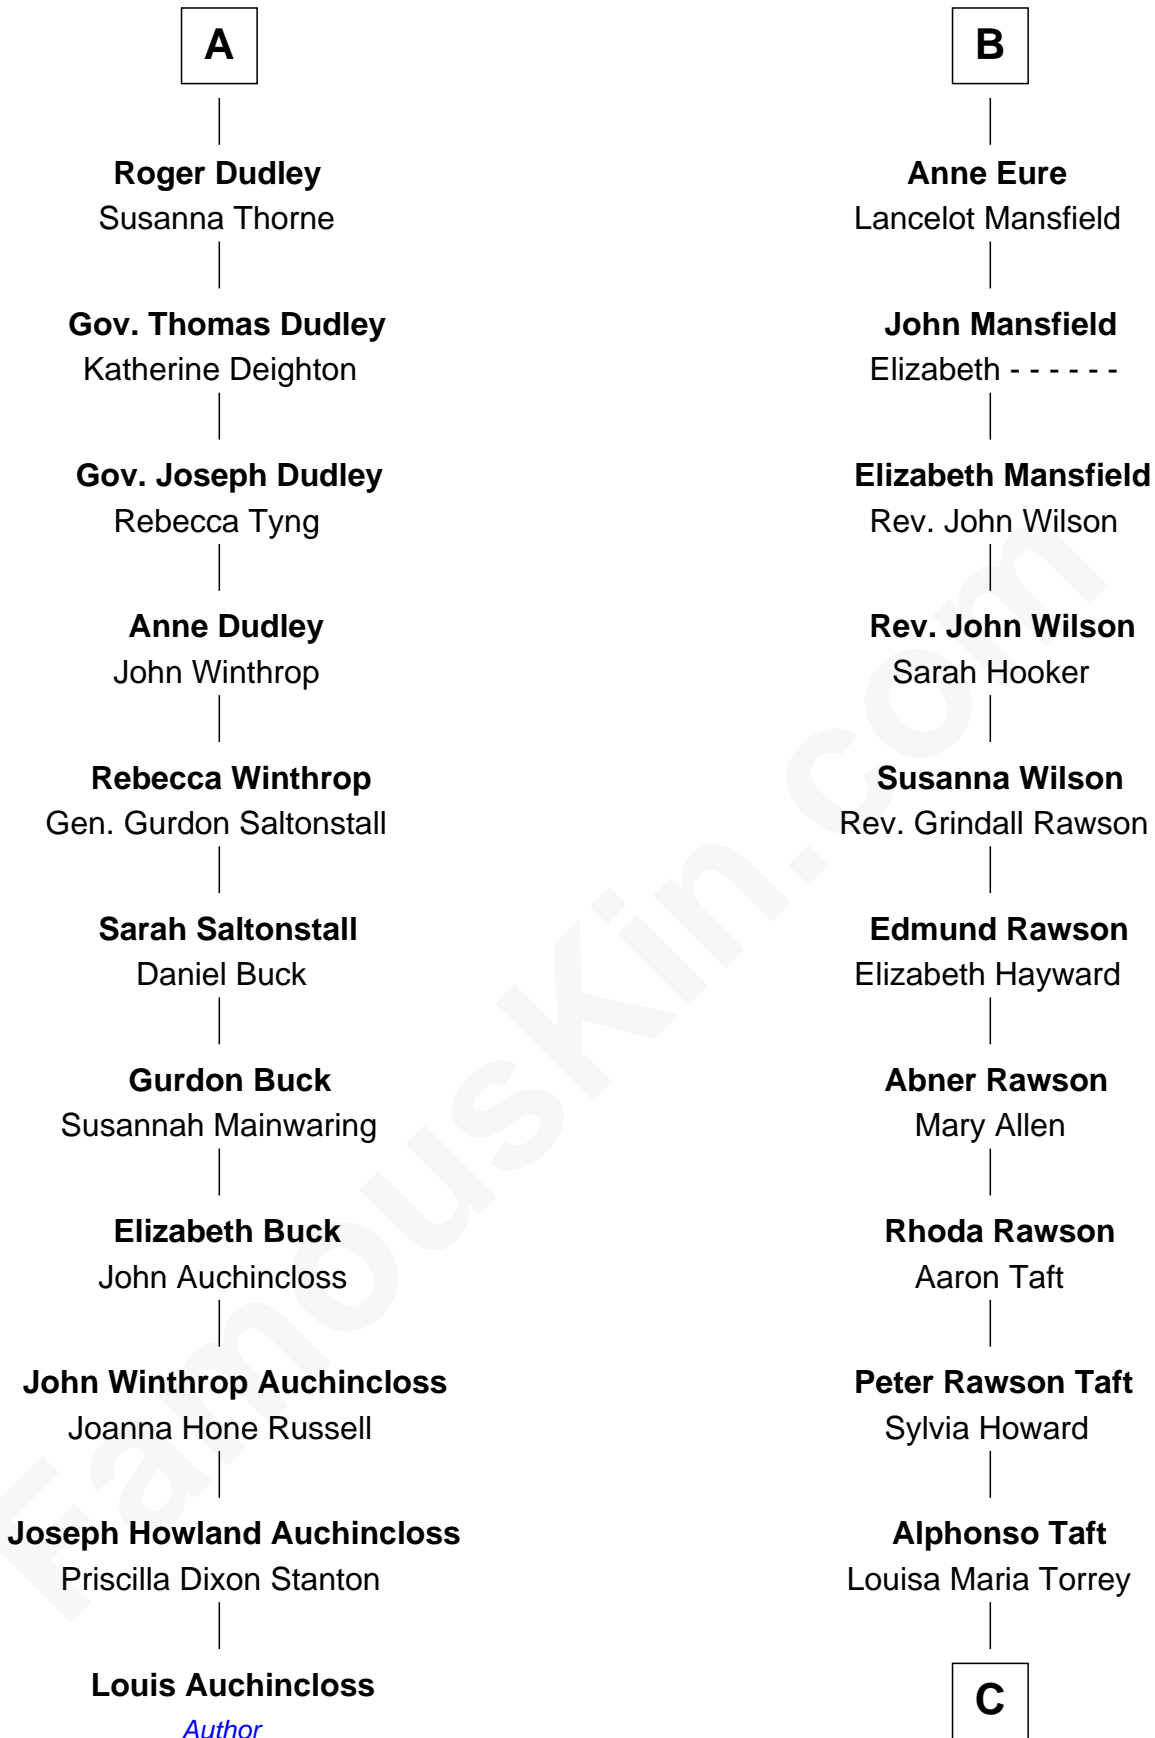 A
Roger Dudley
Susanna Thorne
Gov. Thomas Dudley
Katherine Deighton
Gov. Joseph Dudley
Rebecca Tyng
Anne Dudley
John Winthrop
Rebecca Winthrop
Gen. Gurdon Saltonstall
Sarah Saltonstall
Daniel Buck
Gurdon Buck
Susannah Mainwaring
Elizabeth Buck
John Auchincloss
John Winthrop Auchincloss
Joanna Hone Russell
Joseph Howland Auchincloss
Priscilla Dixon Stanton
Louis Auchincloss
Author
B
Anne Eure
Lancelot Mansfield
John Mansfield
Elizabeth - - - - - -
Elizabeth Mansfield
Rev. John Wilson
Rev. John Wilson
Sarah Hooker
Susanna Wilson
Rev. Grindall Rawson
Edmund Rawson
Elizabeth Hayward
Abner Rawson
Mary Allen
Rhoda Rawson
Aaron Taft
Peter Rawson Taft
Sylvia Howard
Alphonso Taft
Louisa Maria Torrey
C
FamousKin.com